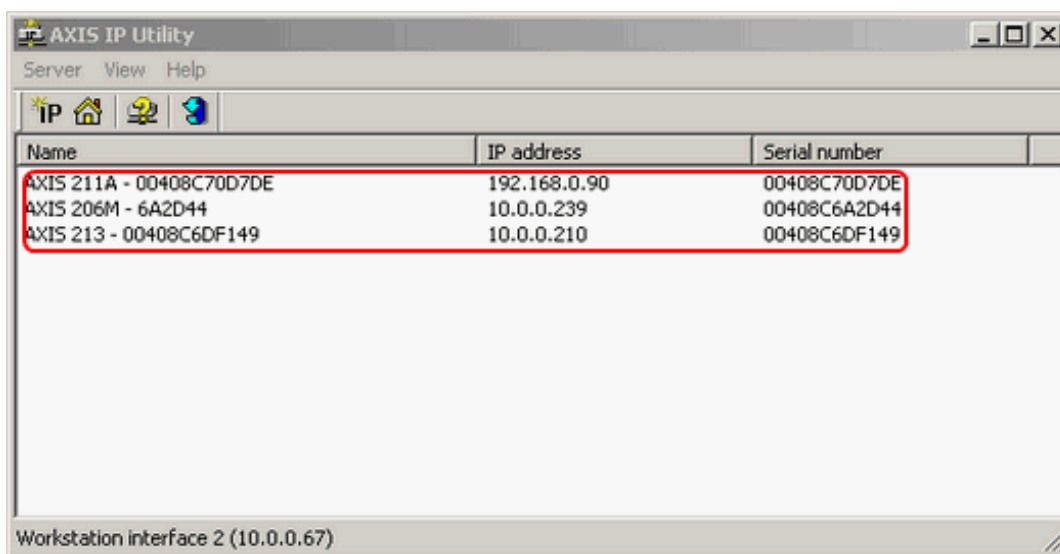 AXIS IP Utility
Server View Help
IP
Name IP address Serial number
AXIS 211A - 00408C70D7DE 192.168.0.90 00408C70D7DE
AXIS 206M - 6A2D44 10.0.0.239 00408C6A2D44
AXIS 213 - 00408C6DF149 10.0.0.210 00408C6DF149
Workstation interface 2 (10.0.0.67)